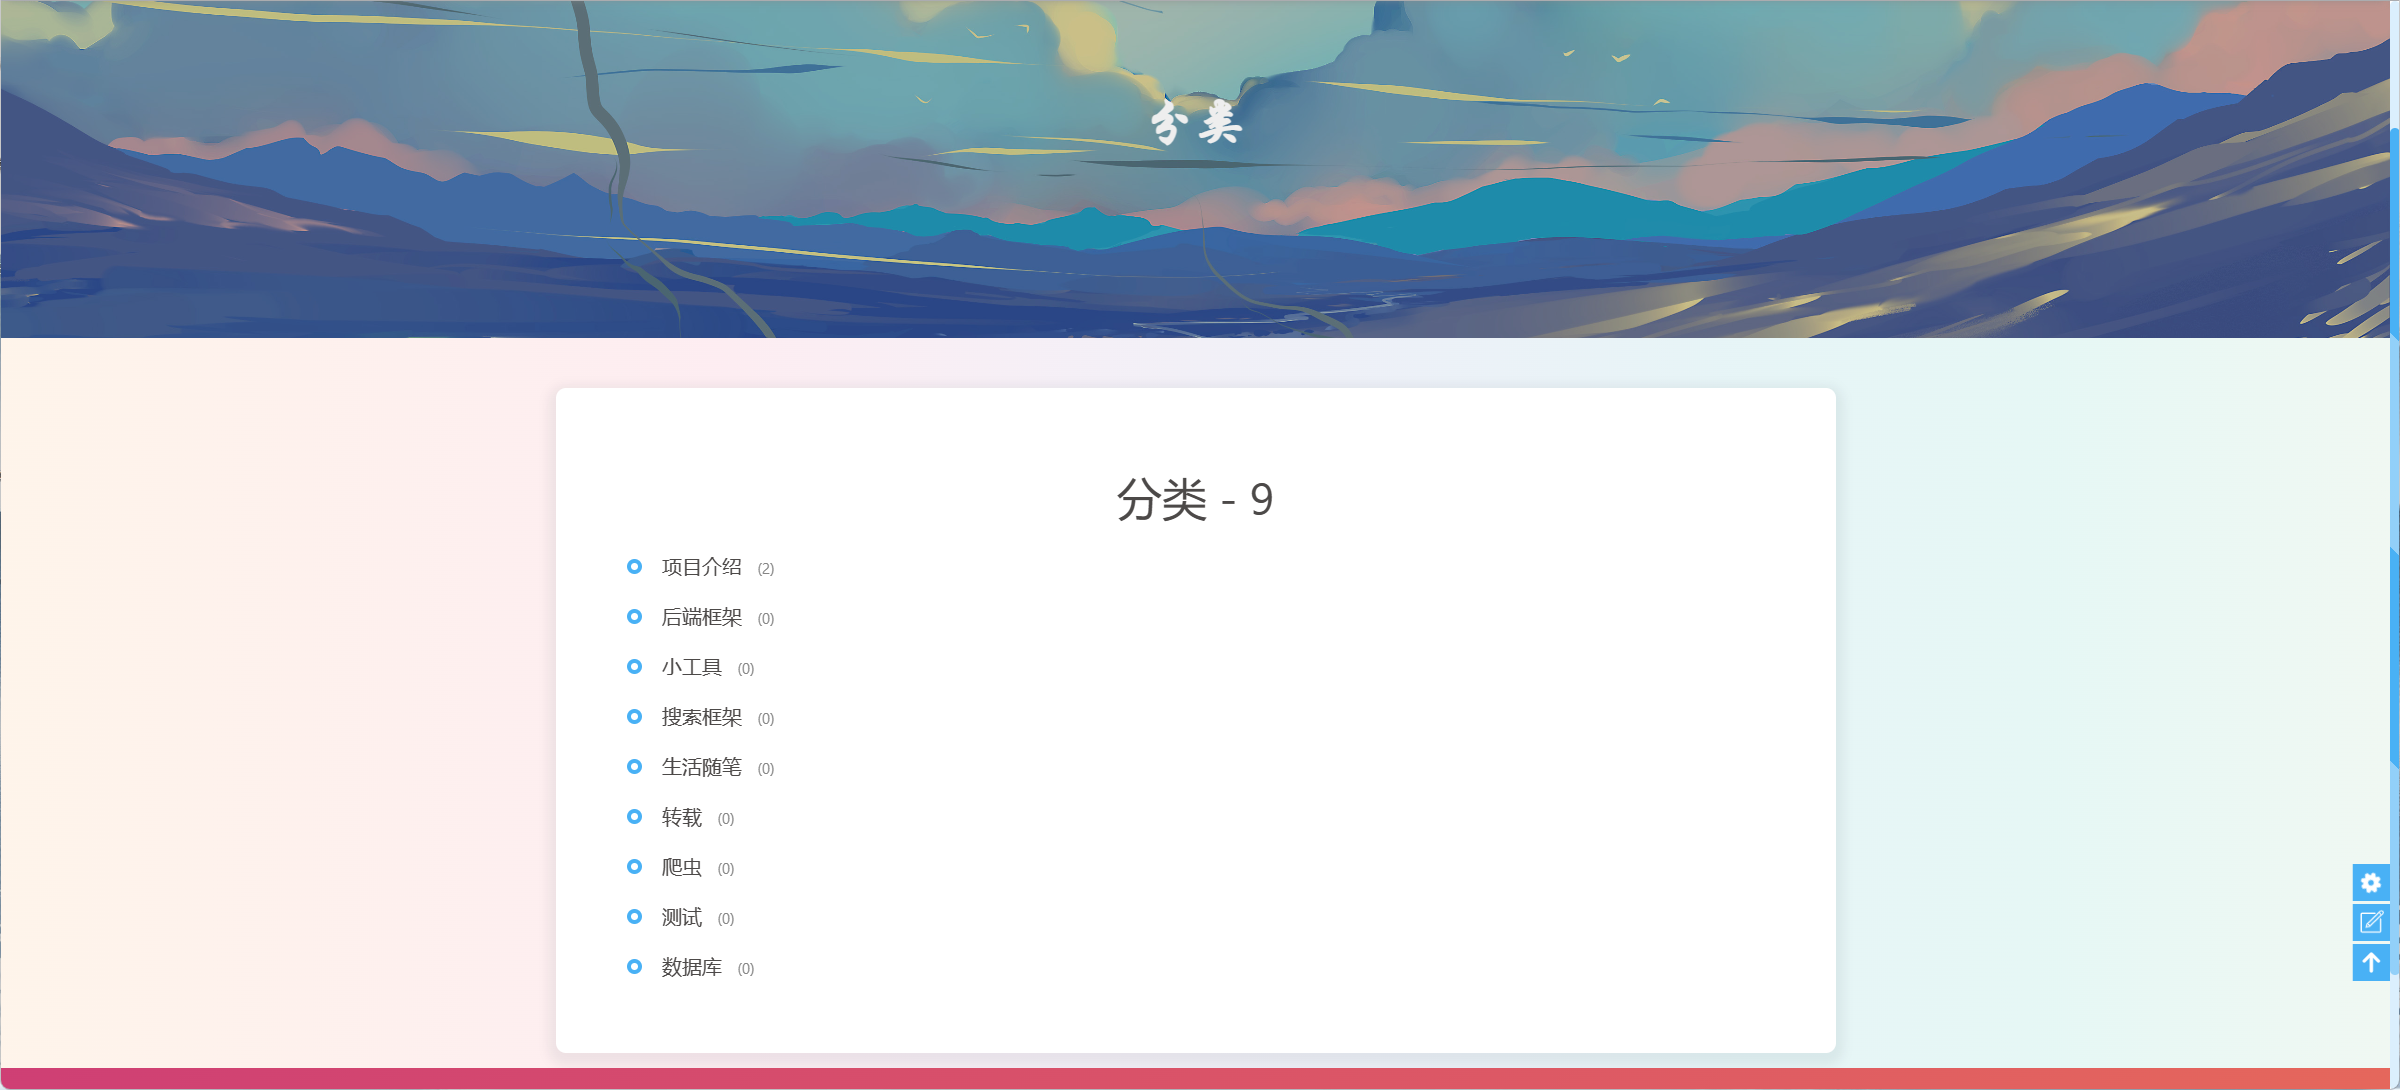 分类
分类 - 9
项目介绍 (2)
后端框架 (0)
小工具 (0)
搜索框架 (0)
生活随笔 (0)
转载 (0)
爬虫 (0)
测试 (0)
数据库 (0)